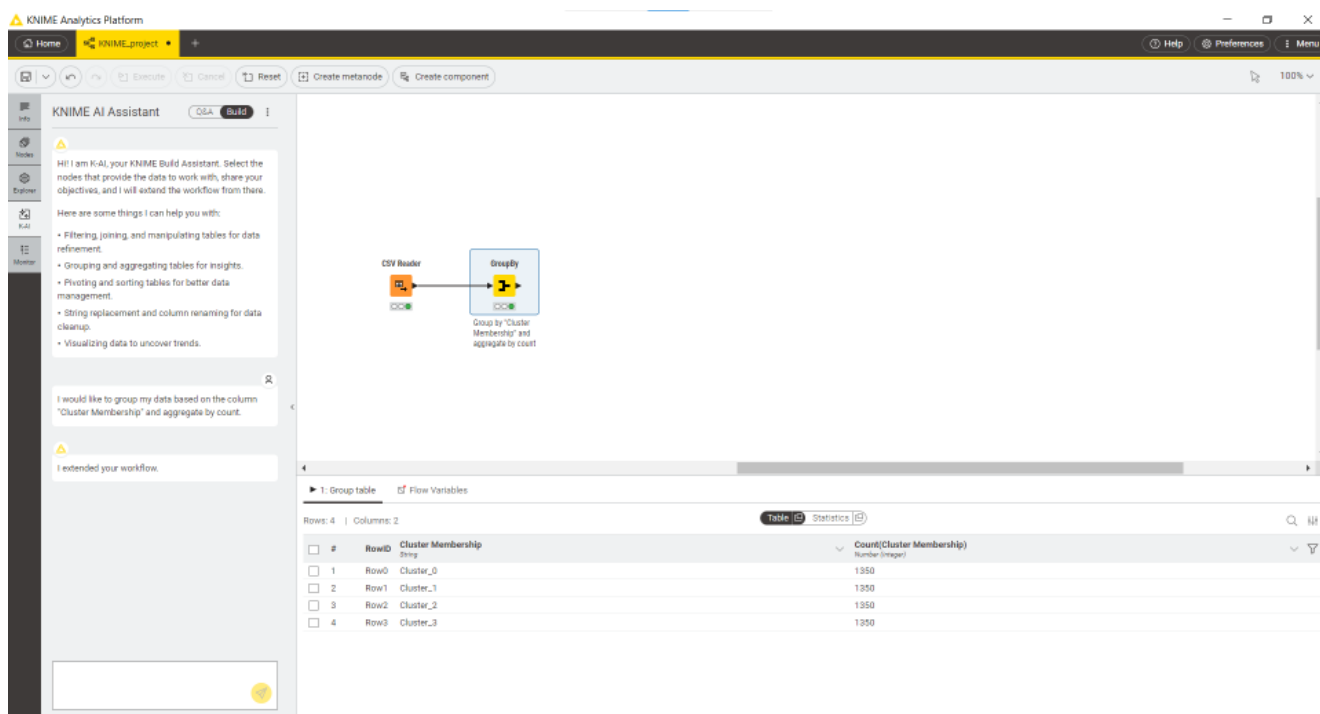 KNIME Analytics Platform
Home
KNIME_project
Help
Preferences
Menu
Execute
Cancel
Reset
Create metanode
Create component
100%
Info
Nodes
Explorer
K-AI
Monitor
KNIME AI Assistant
Q&A
Build
Hi! I am K-AI, your KNIME Build Assistant. Select the
nodes that provide the data to work with, share your
objectives, and I will extend the workflow from there.
Here are some things I can help you with:
• Filtering, joining, and manipulating tables for data
refinement.
• Grouping and aggregating tables for insights.
• Pivoting and sorting tables for better data
management.
• String replacement and column renaming for data
cleanup.
• Visualizing data to uncover trends.
I would like to group my data based on the column
"Cluster Membership" and aggregate by count.
I extended your workflow.
CSV Reader
GroupBy
Group by "Cluster
Membership" and
aggregate by count
1: Group table
Flow Variables
Rows: 4 | Columns: 2
Table
Statistics
# RowID Cluster Membership Count(Cluster Membership)
String Number (integer)
1 Row0 Cluster_0 1350
2 Row1 Cluster_1 1350
3 Row2 Cluster_2 1350
4 Row3 Cluster_3 1350